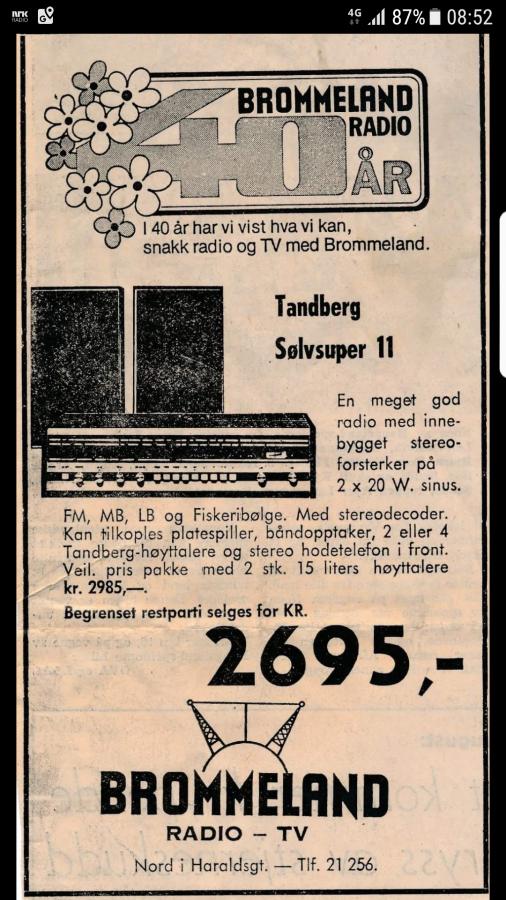 NRK
RADIO
4G
87%
08:52
BROMMELAND
RADIO
40
ÅR
I 40 år har vi vist hva vi kan,
snakk radio og TV med Brommeland.
Tandberg
Sølvsuper 11
En meget god
radio med inne-
bygget stereo-
forsterker på
2 x 20 W. sinus.
FM, MB, LB og Fiskeribølge. Med stereodecoder.
Kan tilkoples platespiller, båndopptaker, 2 eller 4
Tandberg-høyttalere og stereo hodetelefon i front.
Veil. pris pakke med 2 stk. 15 liters høyttalere
kr. 2985,—.
Begrenset restparti selges for KR.
2695,-
BROMMELAND
RADIO – TV
Nord i Haraldsgt. — Tlf. 21 256.